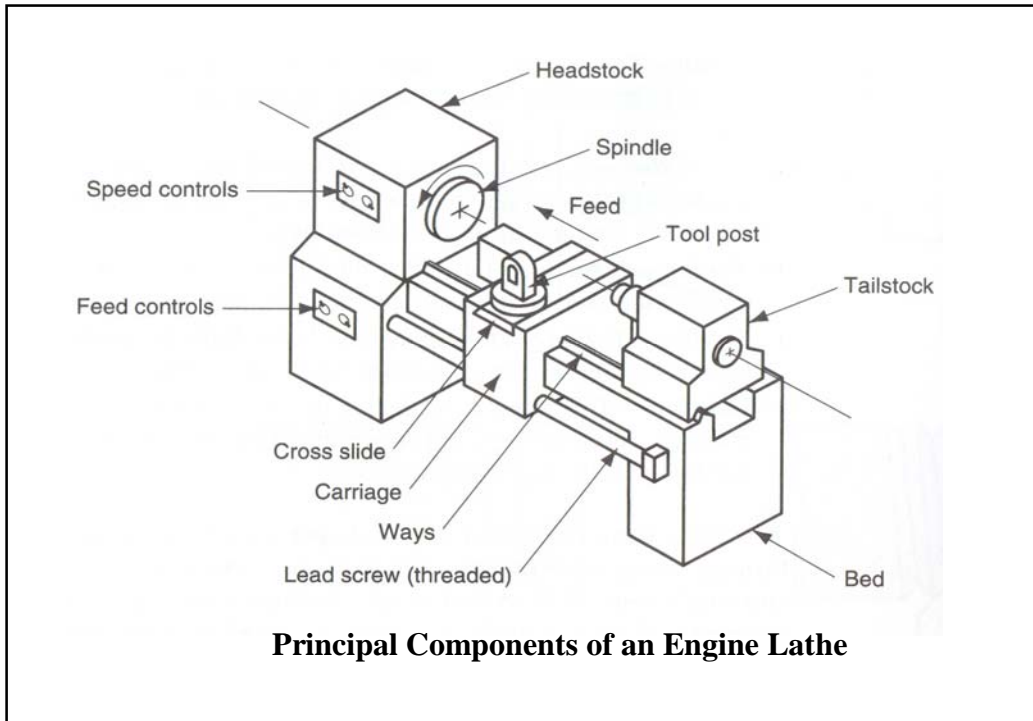 Headstock
Spindle
Speed controls
Feed
Tool post
Tailstock
Feed controls
Cross slide
Carriage
Ways
Lead screw (threaded)
Bed
Principal Components of an Engine Lathe